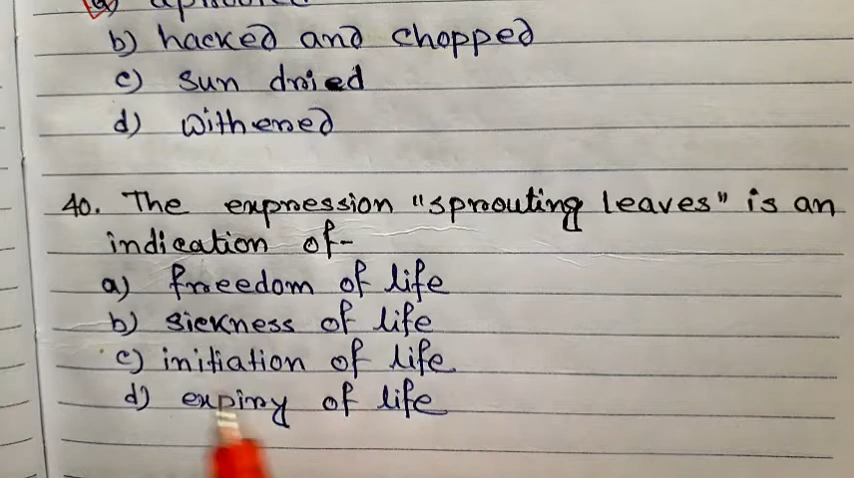 b) hacked and chopped
c) sun dried
d) withered
40. The expression "sprouting leaves" is an
indication of-
a) freedom of life
b) sickness of life
c) initiation of life
d) expiry of life